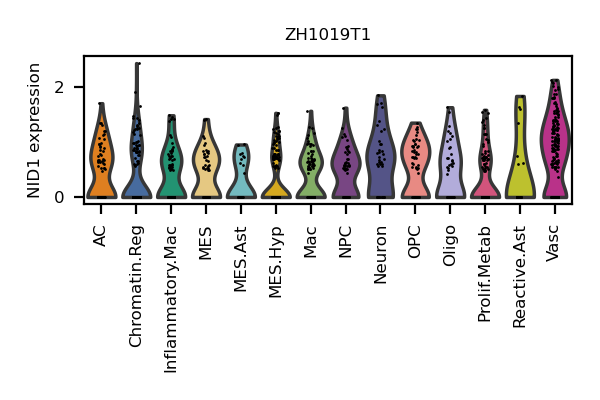 ZH1019T1
NID1 expression
2
0
AC
Chromatin.Reg
Inflammatory.Mac
MES
MES.Ast
MES.Hyp
Mac
NPC
Neuron
OPC
Oligo
Prolif.Metab
Reactive.Ast
Vasc